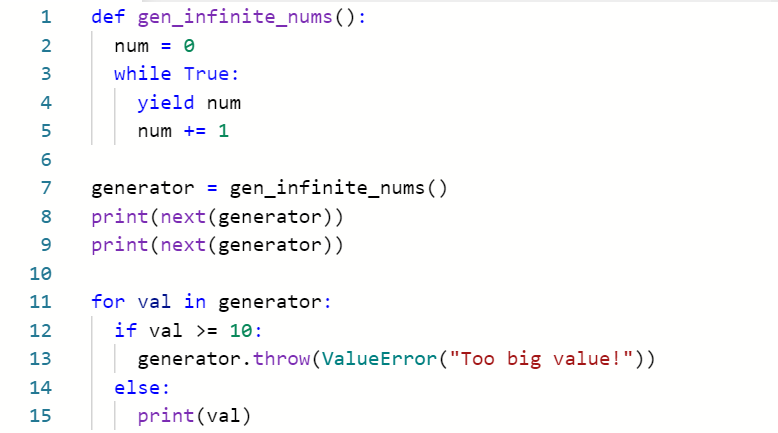 1 def gen_infinite_nums():
2   num = 0
3   while True:
4     yield num
5     num += 1
6
7 generator = gen_infinite_nums()
8 print(next(generator))
9 print(next(generator))
10
11 for val in generator:
12   if val >= 10:
13     generator.throw(ValueError("Too big value!"))
14   else:
15     print(val)